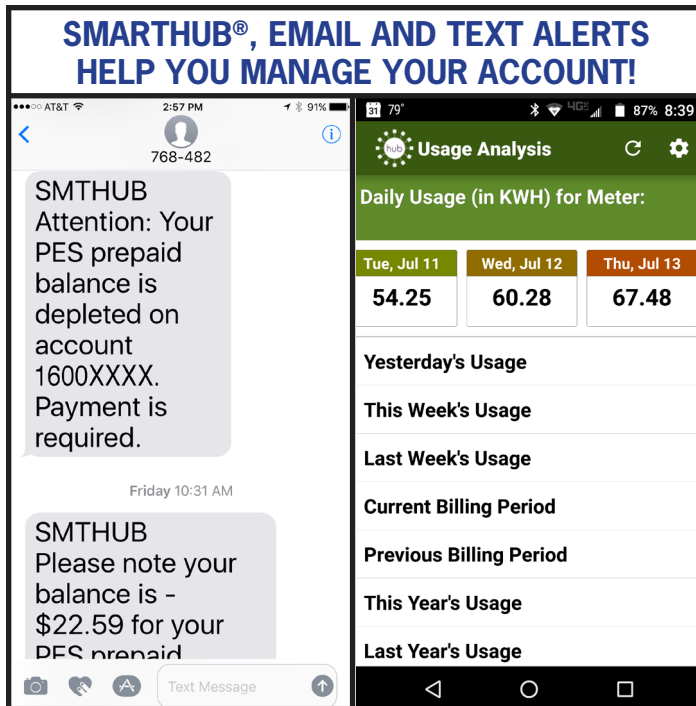 SMARTHUB®, EMAIL AND TEXT ALERTS
HELP YOU MANAGE YOUR ACCOUNT!
AT&T 2:57 PM 91%
768-482
SMTHUB
Attention: Your
PES prepaid
balance is
depleted on
account
1600XXXX.
Payment is
required.
Friday 10:31 AM
SMTHUB
Please note your
balance is -
$22.59 for your
PES prepaid
Text Message
31 79° 4G 87% 8:39
hub Usage Analysis
Daily Usage (in KWH) for Meter:
Tue, Jul 11 Wed, Jul 12 Thu, Jul 13
54.25 60.28 67.48
Yesterday's Usage
This Week's Usage
Last Week's Usage
Current Billing Period
Previous Billing Period
This Year's Usage
Last Year's Usage